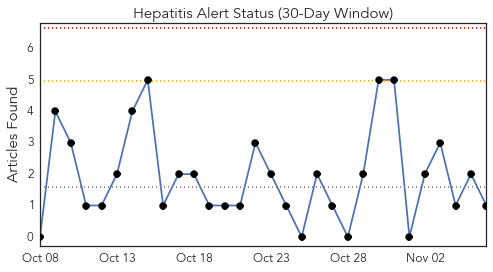 Hepatitis Alert Status (30-Day Window)
Articles Found
6
5
4
3
2
1
0
Oct 08 Oct 13 Oct 18 Oct 23 Oct 28 Nov 02